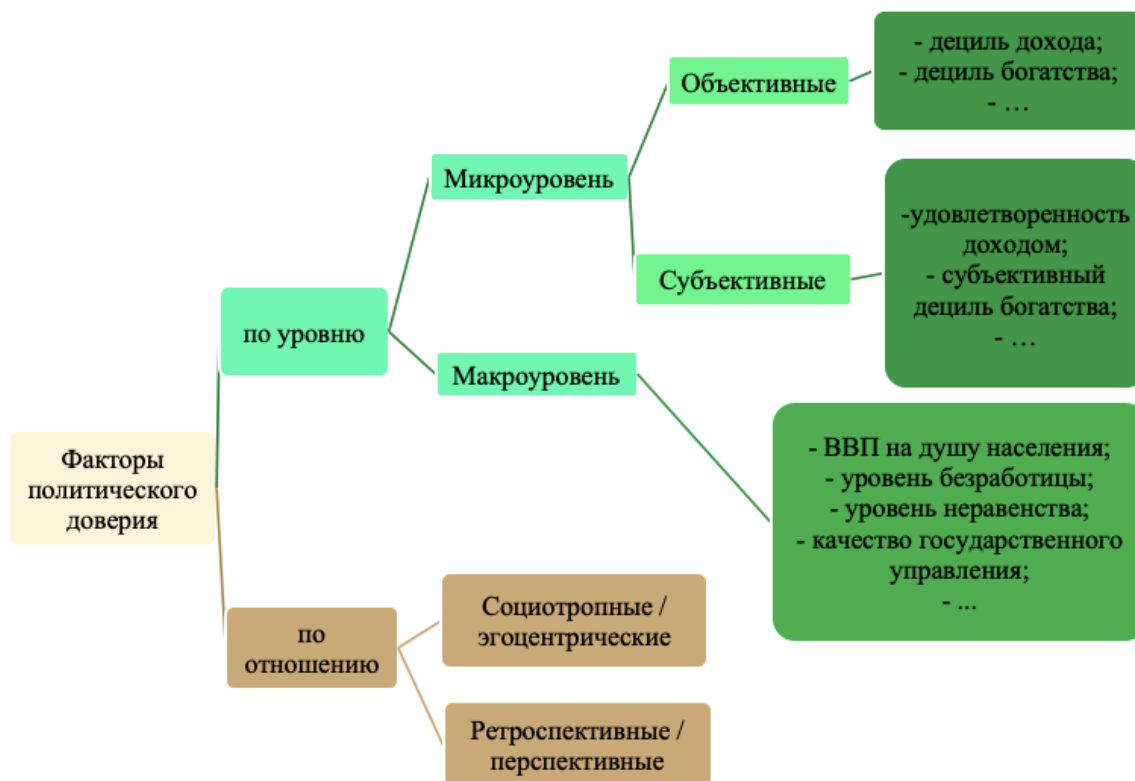 Факторы
политического
доверия
по уровню
Микроуровень
Объективные
- дециль дохода;
- дециль богатства;
- …
Субъективные
-удовлетворенность
доходом;
- субъективный
дециль богатства;
- …
Макроуровень
- ВВП на душу населения;
- уровень безработицы;
- уровень неравенства;
- качество государственного
управления;
- ...
по
отношению
Социотропные /
эгоцентрические
Ретроспективные /
перспективные